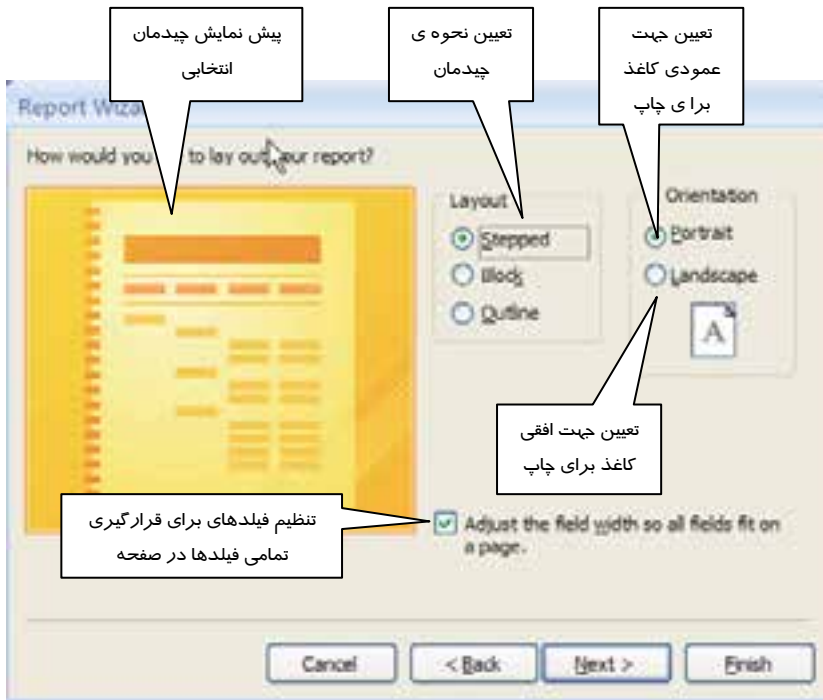 پیش نمایش چیدمان
انتخابی
تعیین نحوه ی
چیدمان
تعیین جهت
عمودی کاغذ
برا ی چاپ
Report Wiza
How would you to lay out your report?
Layout
Stepped
Block
Outline
Orientation
Portrait
Landscape
A
تعیین جهت افقی
کاغذ برای چاپ
تنظیم فیلدهای برای قرارگیری
تمامی فیلدها در صفحه
Adjust the field width so all fields fit on
a page.
Cancel
< Back
Next >
Finish